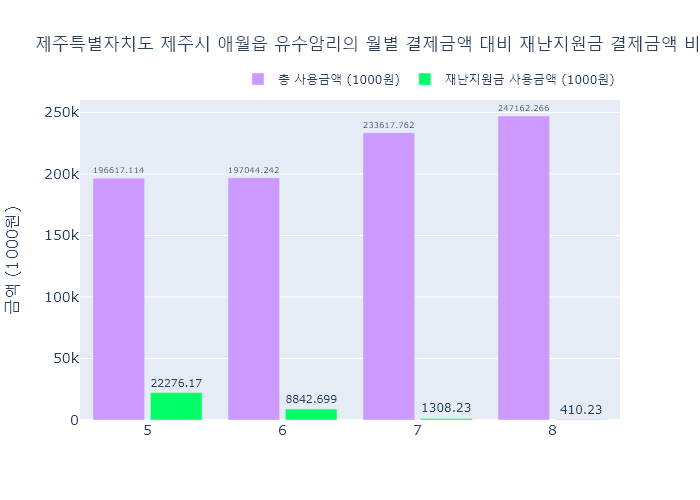 제주특별자치도 제주시 애월읍 유수암리의 월별 결제금액 대비 재난지원금 결제금액 비
총 사용금액 (1000원)
재난지원금 사용금액 (1000원)
금액 (1000원)
250k
200k
150k
100k
50k
0
196617.114
22276.17
197044.242
8842.699
233617.762
1308.23
247162.266
410.23
5
6
7
8